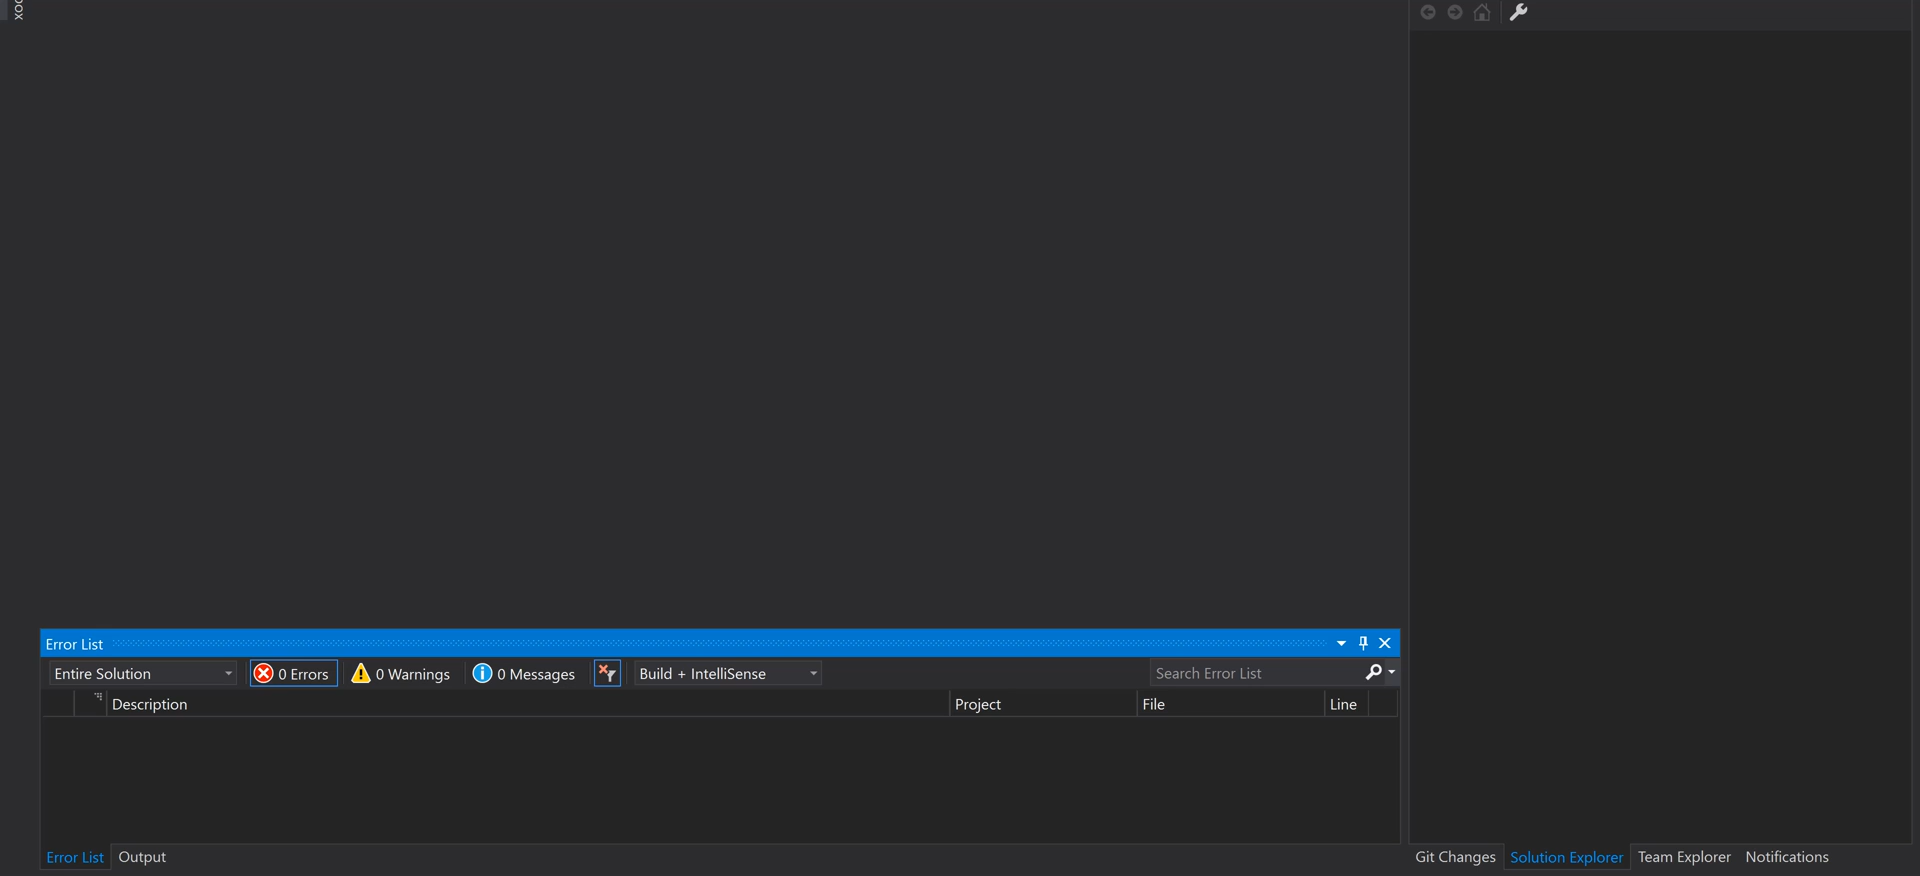 Error List
Entire Solution 0 Errors 0 Warnings 0 Messages Build + IntelliSense Search Error List
Description Project File Line
Error List Output
Git Changes Solution Explorer Team Explorer Notifications